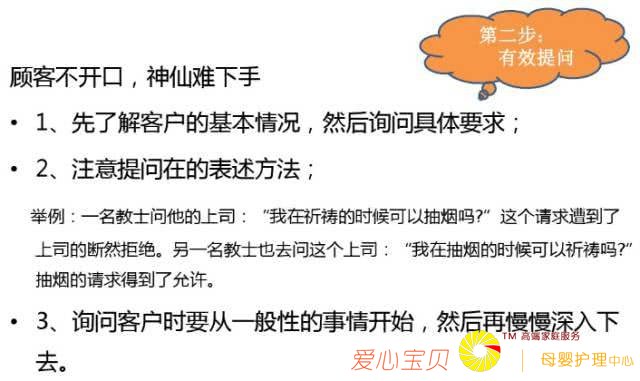 第二步：
有效提问
顾客不开口，神仙难下手
• 1、先了解客户的基本情况，然后询问具体要求；
• 2、注意提问在的表述方法；
举例：一名教士问他的上司：“我在祈祷的时候可以抽烟吗?”这个请求遭到了
上司的断然拒绝。另一名教士也去问这个上司：“我在抽烟的时候可以祈祷吗?”
抽烟的请求得到了允许。
• 3、询问客户时要从一般性的事情开始，然后再慢慢深入下
去。
爱心宝贝
TM 高端家庭服务
母婴护理中心